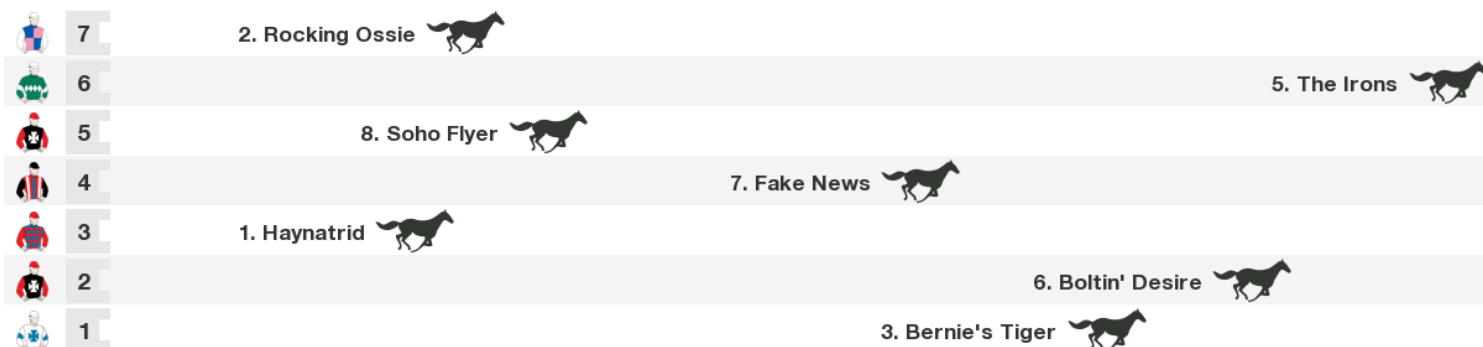 7 2. Rocking Ossie
6 5. The Irons
5 8. Soho Flyer
4 7. Fake News
3 1. Haynatrid
2 6. Boltin' Desire
1 3. Bernie's Tiger